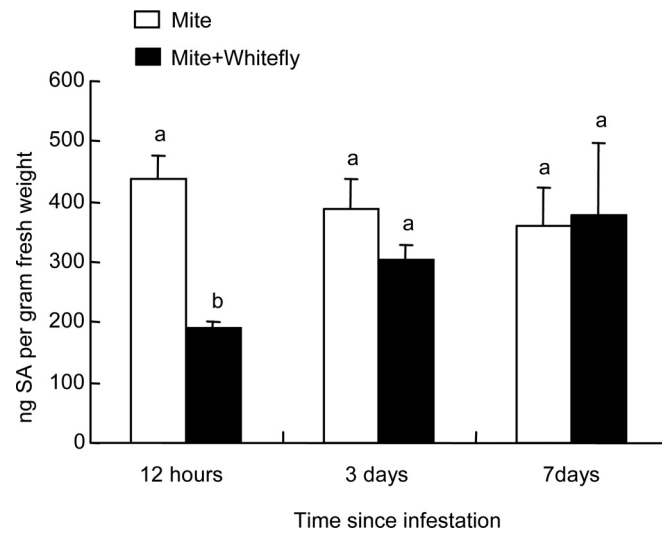 Mite
Mite+Whitefly
ng SA per gram fresh weight
600
500
400
300
200
100
0
a
b
a
a
a
a
12 hours
3 days
7days
Time since infestation